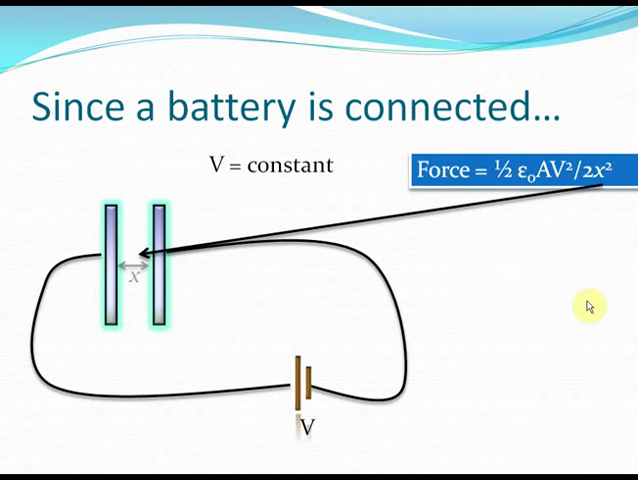 Since a battery is connected...
V = constant
Force = ½ ε₀AV²/2x²
x
V